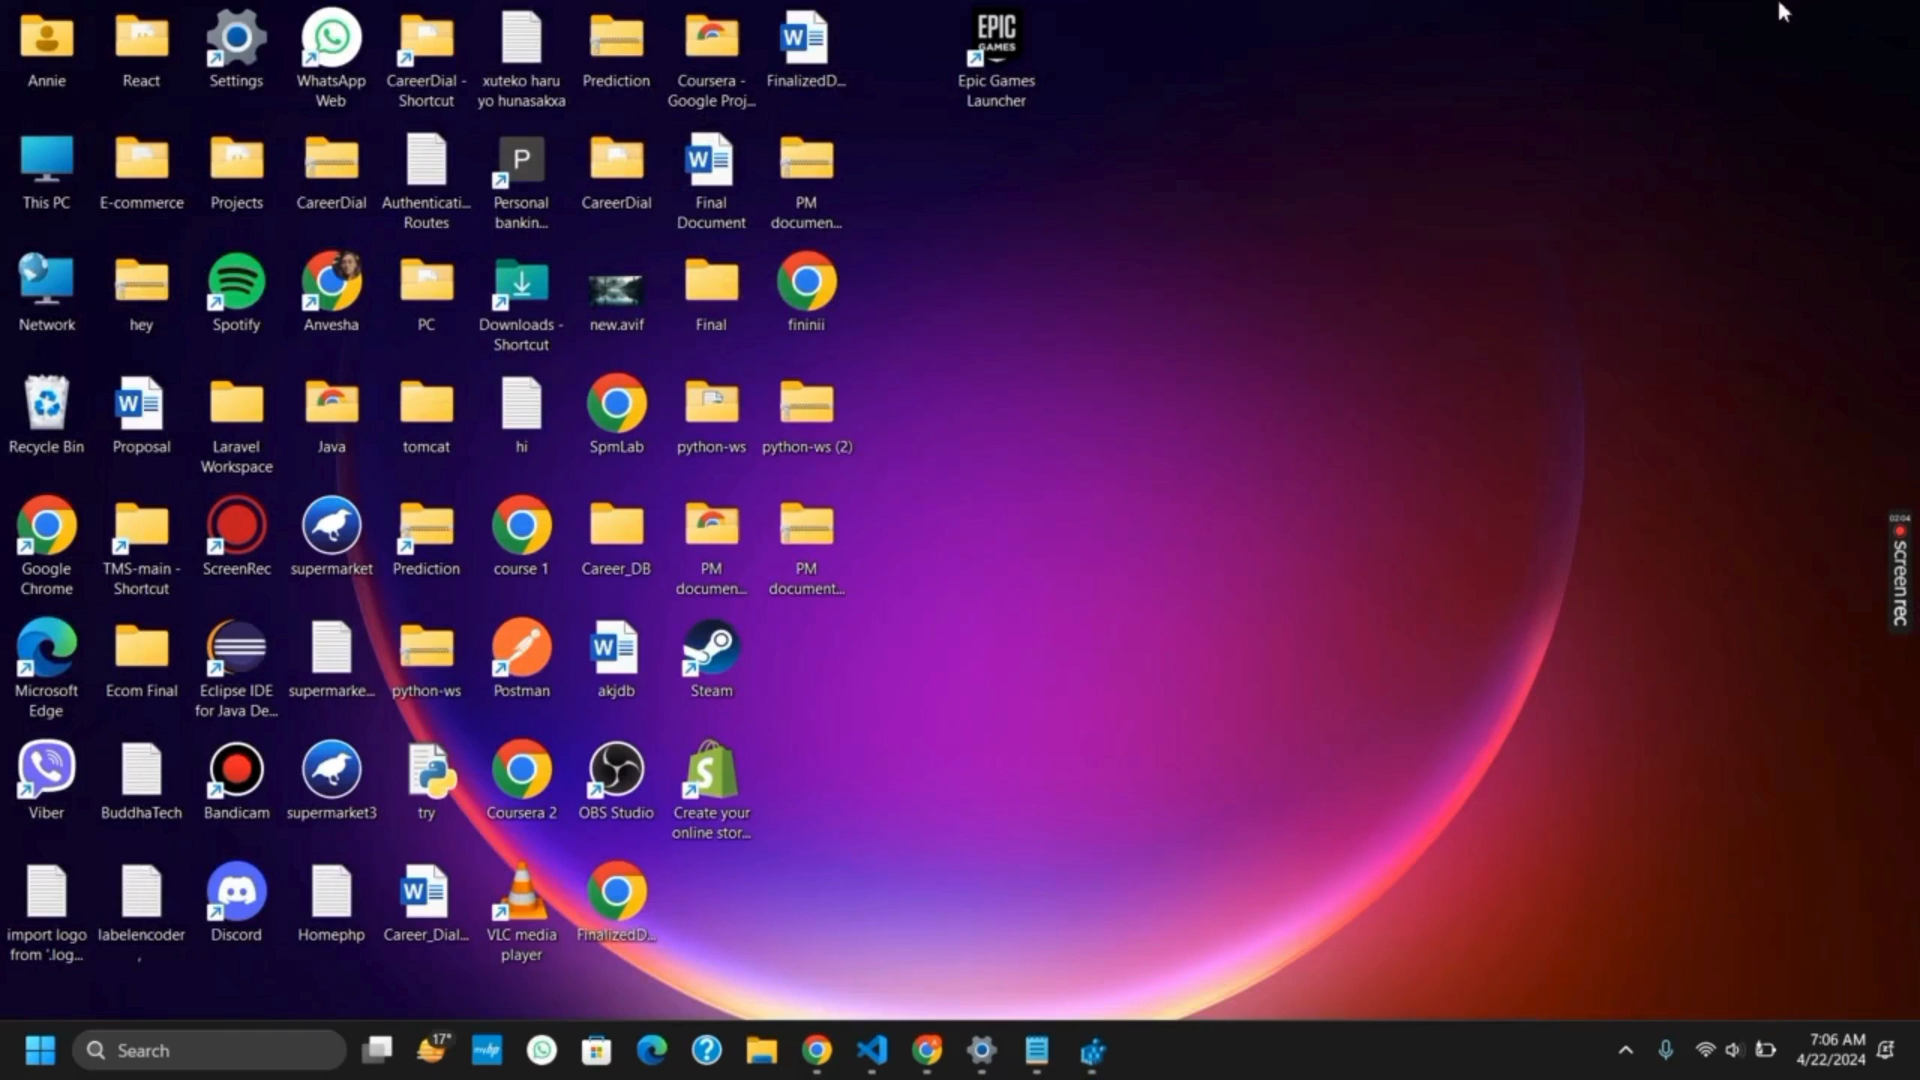 Annie
React
Settings
WhatsApp
Web
CareerDial -
Shortcut
xuteko haru
yo hunasakxa
Prediction
Coursera -
Google Proj...
FinalizedD...
EPIC
GAMES
Epic Games
Launcher
This PC
E-commerce
Projects
CareerDial
Authenticati...
Routes
P
Personal
bankin...
CareerDial
Final
Document
PM
documen...
Network
hey
Spotify
Anvesha
PC
Downloads -
Shortcut
new.avif
Final
fininii
Recycle Bin
Proposal
Laravel
Workspace
Java
tomcat
hi
SpmLab
python-ws
python-ws (2)
Google
Chrome
TMS-main -
Shortcut
ScreenRec
supermarket
Prediction
course 1
Career_DB
PM
documen...
PM
document...
02:04
screenrec
Microsoft
Edge
Ecom Final
Eclipse IDE
for Java De...
supermarke...
python-ws
Postman
akjdb
Steam
Viber
BuddhaTech
Bandicam
supermarket3
try
Coursera 2
OBS Studio
Create your
online stor...
import logo
from '.log...
labelencoder
,
Discord
Homephp
Career_Dial...
VLC media
player
FinalizedD...
Search
17°
myhp
7:06 AM
4/22/2024